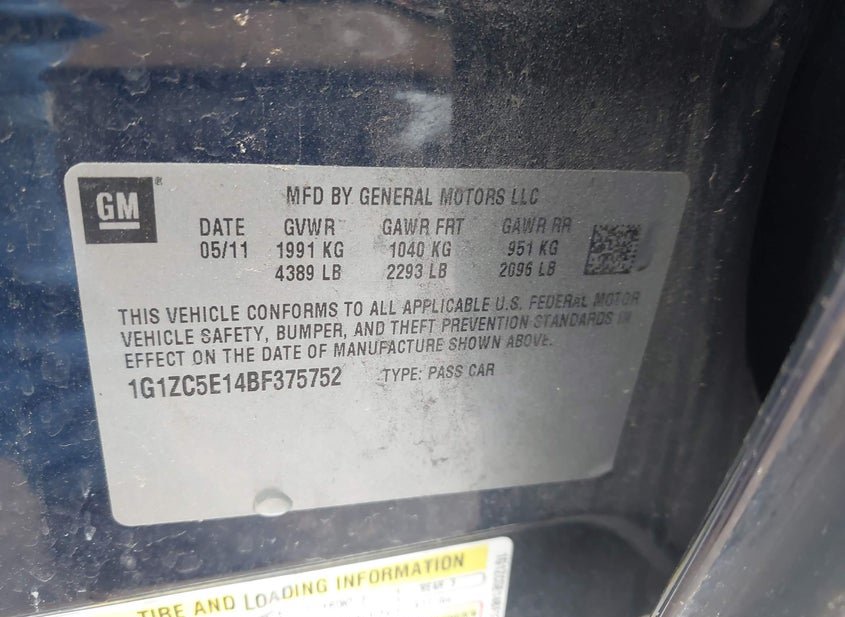 GM ®
MFD BY GENERAL MOTORS LLC
DATE GVWR GAWR FRT GAWR RR
05/11 1991 KG 1040 KG 951 KG
4389 LB 2293 LB 2096 LB
THIS VEHICLE CONFORMS TO ALL APPLICABLE U.S. FEDERAL MOTOR
VEHICLE SAFETY, BUMPER, AND THEFT PREVENTION STANDARDS IN
EFFECT ON THE DATE OF MANUFACTURE SHOWN ABOVE.
1G1ZC5E14BF375752 TYPE: PASS CAR
TIRE AND LOADING INFORMATION
REAR